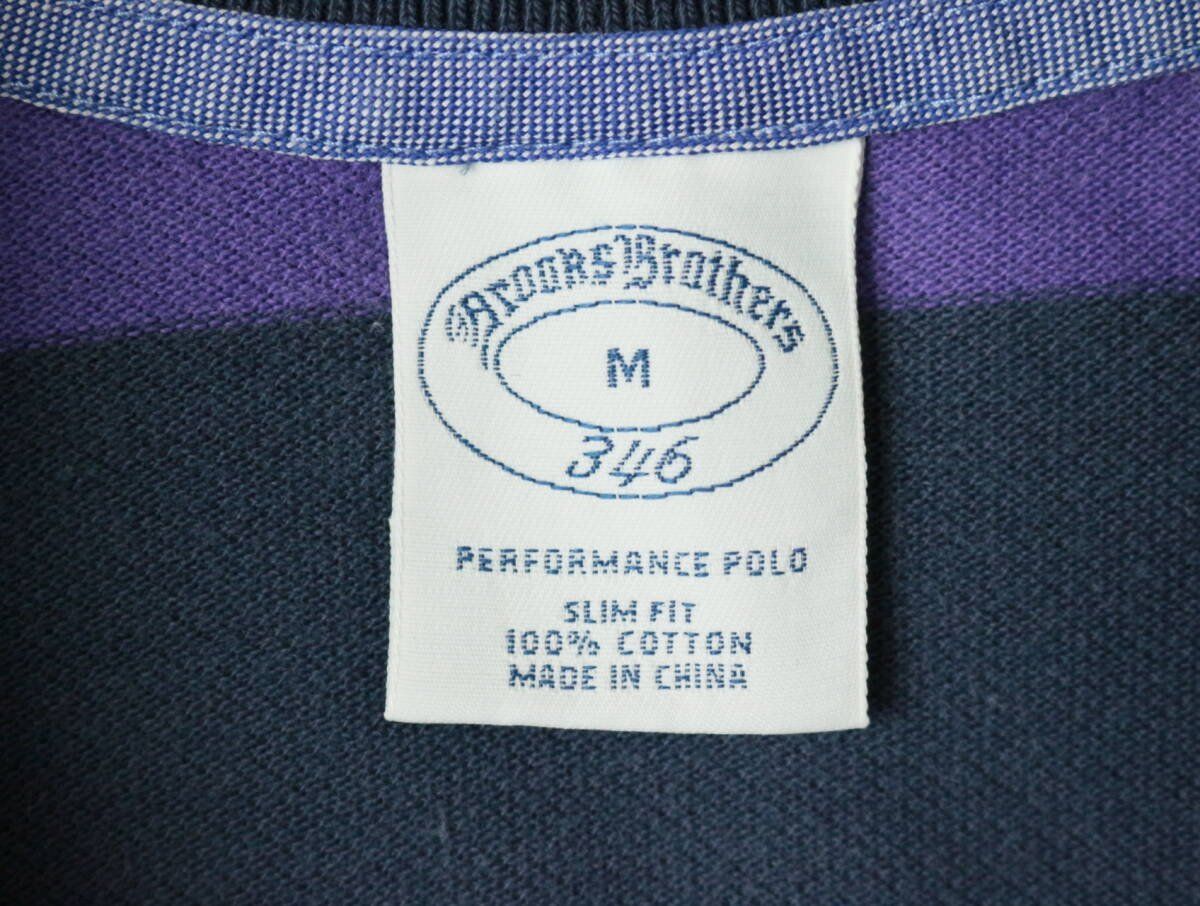 Brooks Brothers
M
346
PERFORMANCE POLO
SLIM FIT
100% COTTON
MADE IN CHINA